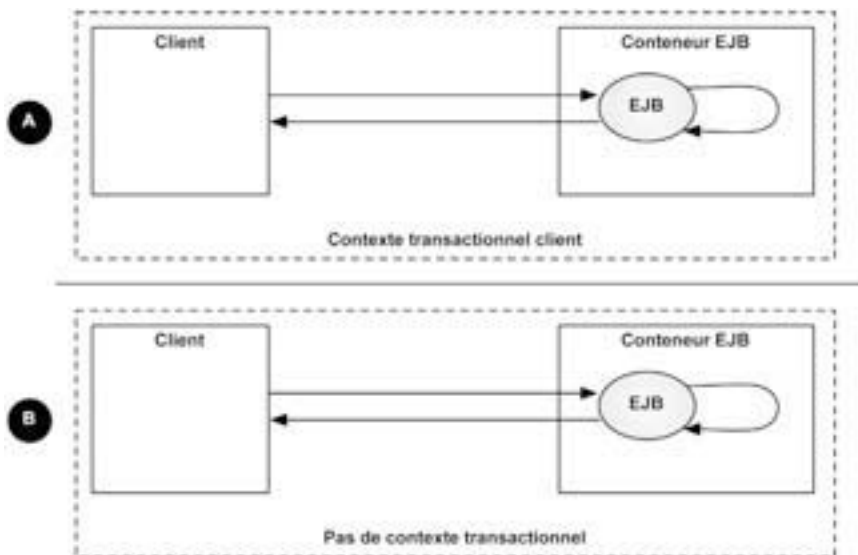 Client
Conteneur EJB
A
EJB
Contexte transactionnel client
Client
Conteneur EJB
B
EJB
Pas de contexte transactionnel